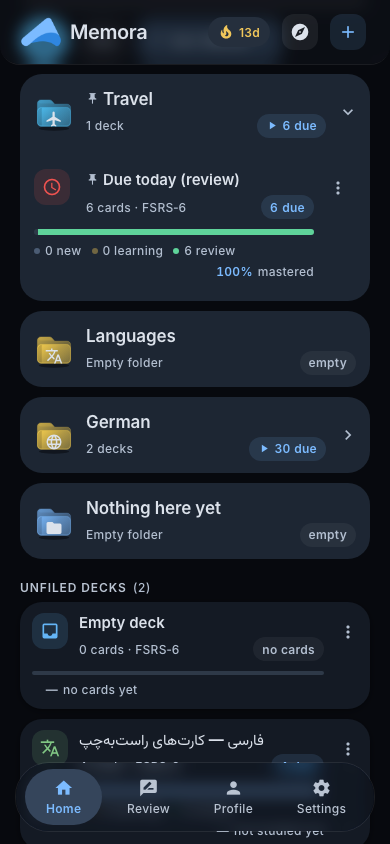 Memora
13d
Travel
1 deck
6 due
Due today (review)
6 cards · FSRS-6
6 due
0 new 0 learning 6 review
100% mastered
Languages
Empty folder
empty
German
2 decks
30 due
Nothing here yet
Empty folder
empty
UNFILED DECKS (2)
Empty deck
0 cards · FSRS-6
no cards
— no cards yet
فارسی — کارت‌های راست‌به‌چپ
Home
Review
Profile
Settings
— not studied yet